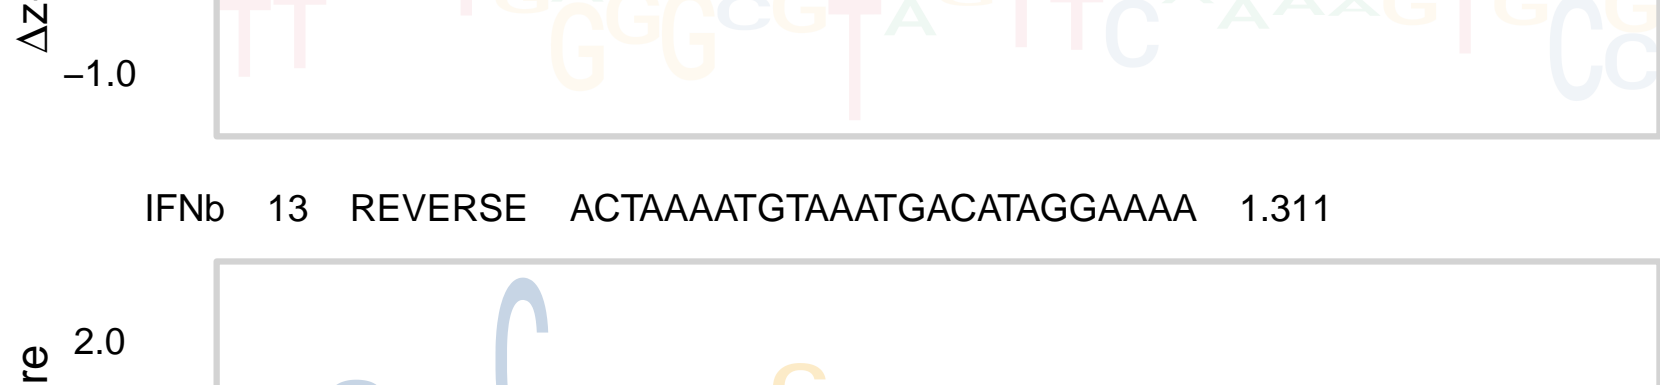 Δz
–1.0
IFNb 13 REVERSE ACTAAAATGTAAATGACATAGGAAAA 1.311
2.0
re